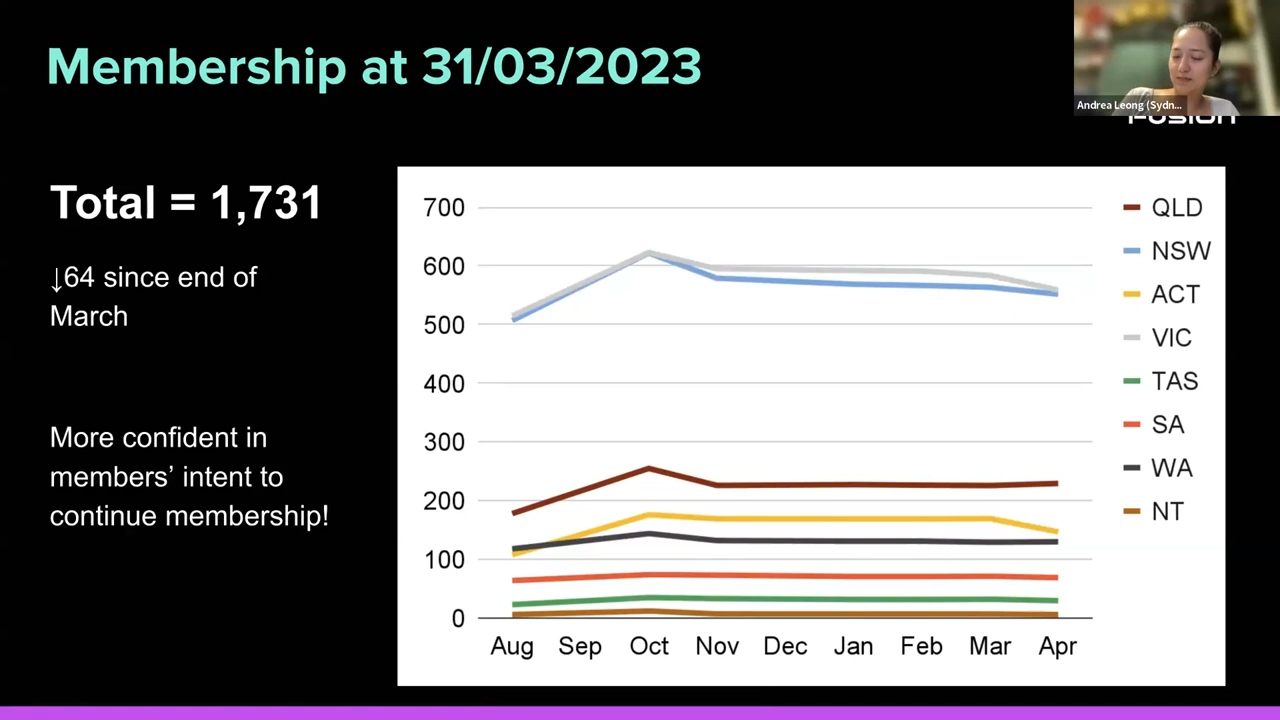 Membership at 31/03/2023
Andrea Leong (Sydn...
Fusion
Total = 1,731
↓64 since end of
March
More confident in
members’ intent to
continue membership!
700
600
500
400
300
200
100
0
Aug Sep Oct Nov Dec Jan Feb Mar Apr
QLD
NSW
ACT
VIC
TAS
SA
WA
NT